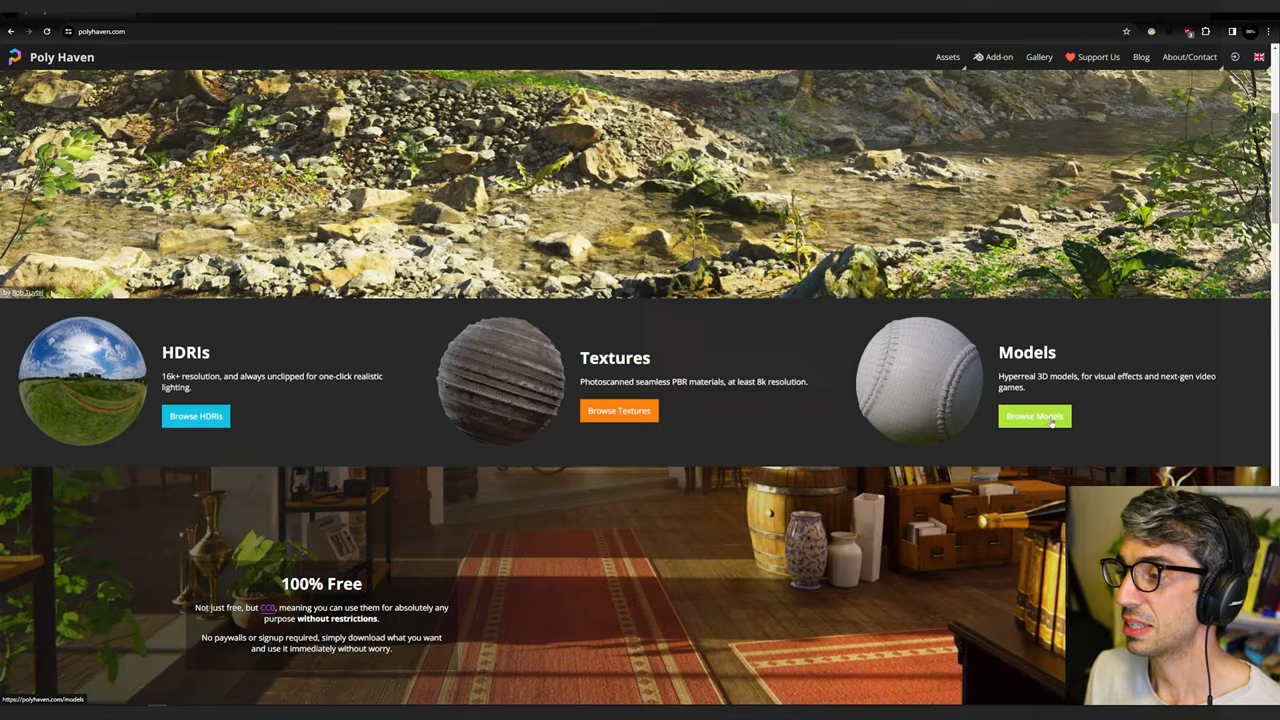 polyhaven.com
Poly Haven
Assets
Add-on
Gallery
Support Us
Blog
About/Contact
by Rob Tuytel
HDRIs
16k+ resolution, and always unclipped for one-click realistic
lighting.
Browse HDRIs
Textures
Photoscanned seamless PBR materials, at least 8k resolution.
Browse Textures
Models
Hyperreal 3D models, for visual effects and next-gen video
games.
Browse Models
100% Free
Not just free, but CC0, meaning you can use them for absolutely any
purpose without restrictions.
No paywalls or signup required, simply download what you want
and use it immediately without worry.
https://polyhaven.com/models